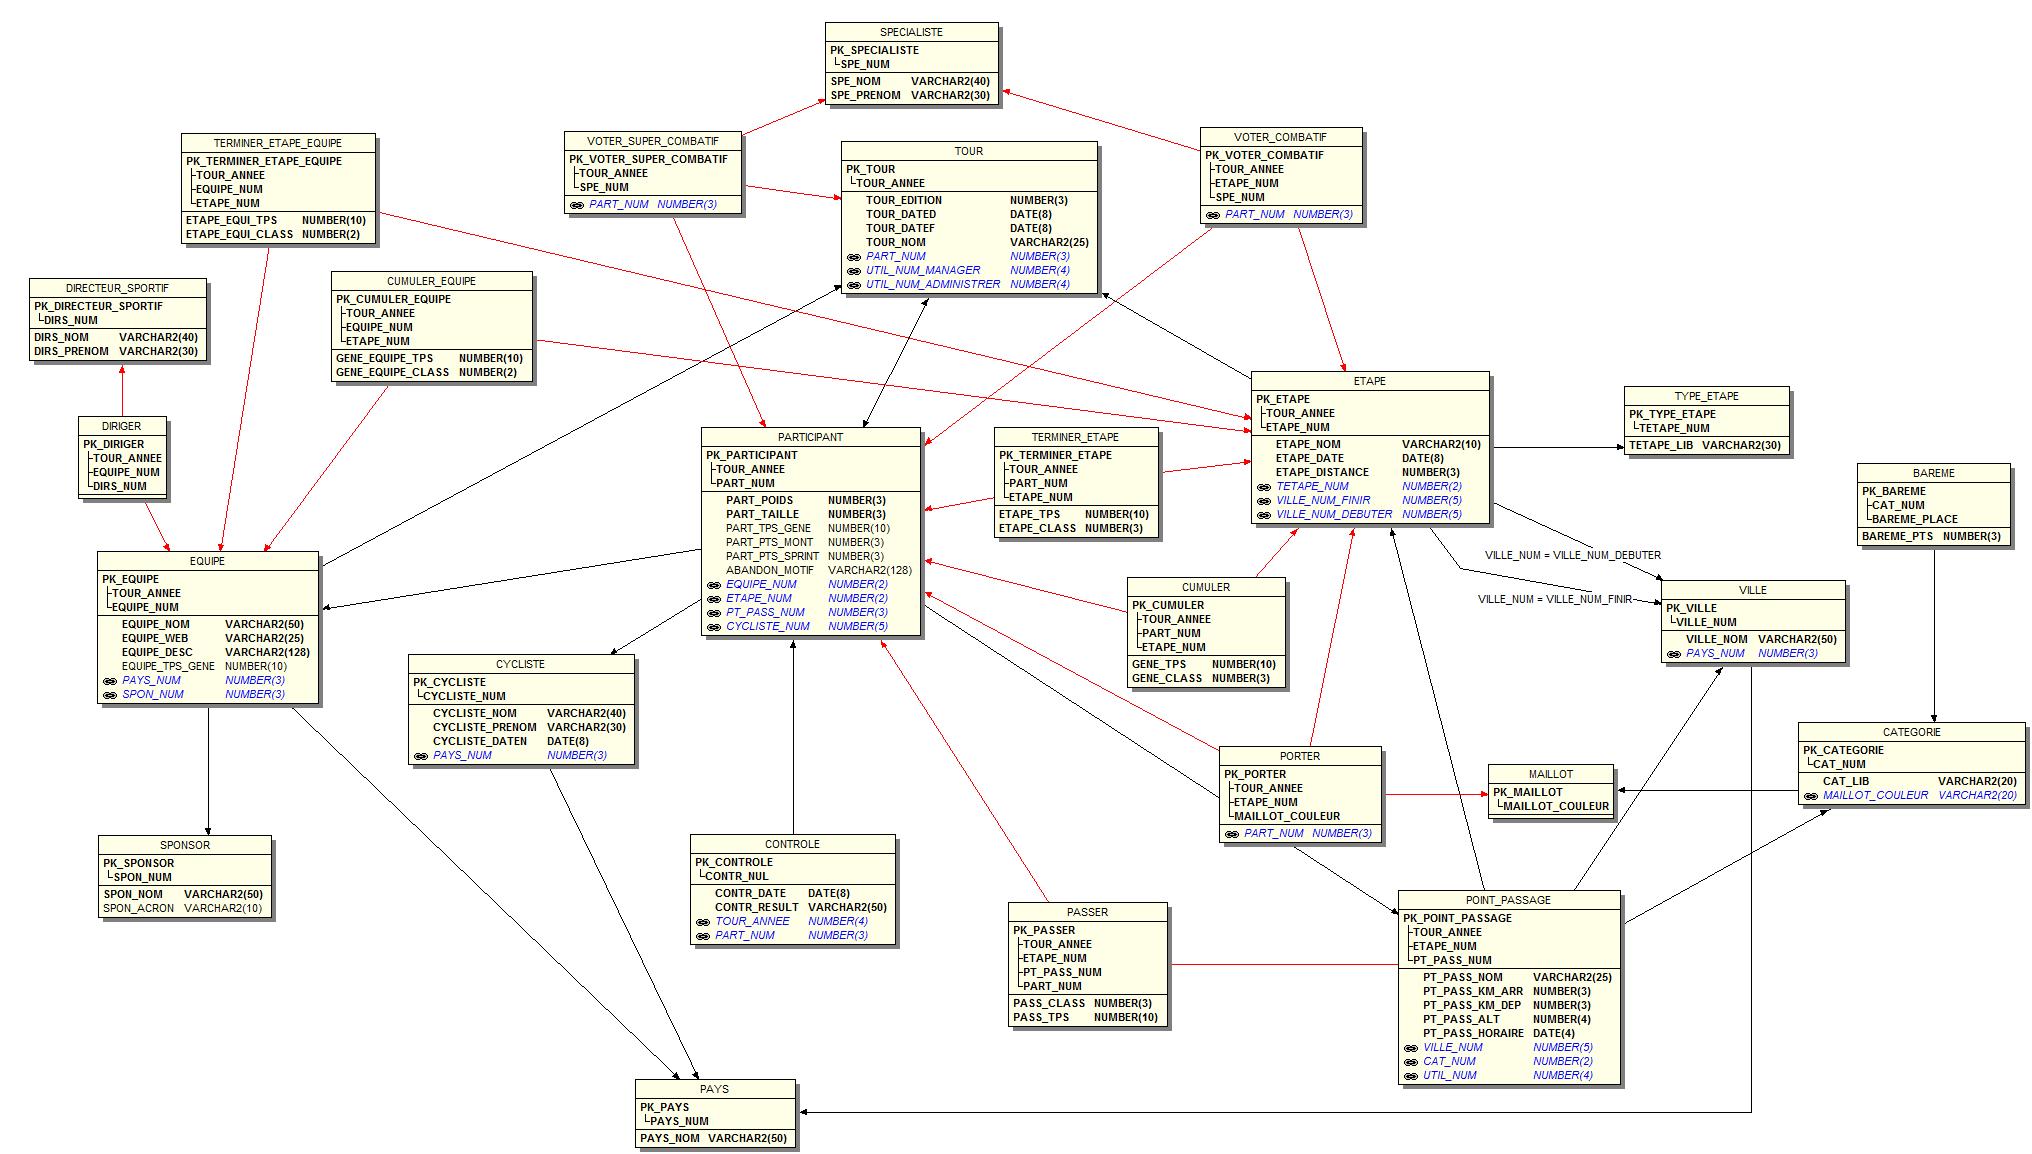 SPECIALISTE
PK_SPECIALISTE
SPE_NUM
SPE_NOM VARCHAR2(40)
SPE_PRENOM VARCHAR2(30)
TERMINER_ETAPE_EQUIPE
PK_TERMINER_ETAPE_EQUIPE
TOUR_ANNEE
EQUIPE_NUM
ETAPE_NUM
ETAPE_EQUI_TPS NUMBER(10)
ETAPE_EQUI_CLASS NUMBER(2)
VOTER_SUPER_COMBATIF
PK_VOTER_SUPER_COMBATIF
TOUR_ANNEE
SPE_NUM
PART_NUM NUMBER(3)
TOUR
PK_TOUR
TOUR_ANNEE
TOUR_EDITION NUMBER(3)
TOUR_DATED DATE(8)
TOUR_DATEF DATE(8)
TOUR_NOM VARCHAR2(25)
PART_NUM NUMBER(3)
UTIL_NUM_MANAGER NUMBER(4)
UTIL_NUM_ADMINISTRER NUMBER(4)
VOTER_COMBATIF
PK_VOTER_COMBATIF
TOUR_ANNEE
ETAPE_NUM
SPE_NUM
PART_NUM NUMBER(3)
DIRECTEUR_SPORTIF
PK_DIRECTEUR_SPORTIF
DIRS_NUM
DIRS_NOM VARCHAR2(40)
DIRS_PRENOM VARCHAR2(30)
CUMULER_EQUIPE
PK_CUMULER_EQUIPE
TOUR_ANNEE
EQUIPE_NUM
ETAPE_NUM
GENE_EQUIPE_TPS NUMBER(10)
GENE_EQUIPE_CLASS NUMBER(2)
DIRIGER
PK_DIRIGER
TOUR_ANNEE
EQUIPE_NUM
DIRS_NUM
PARTICIPANT
PK_PARTICIPANT
TOUR_ANNEE
PART_NUM
PART_POIDS NUMBER(3)
PART_TAILLE NUMBER(3)
PART_TPS_GENE NUMBER(10)
PART_PTS_MONT NUMBER(3)
PART_PTS_SPRINT NUMBER(3)
ABANDON_MOTIF VARCHAR2(128)
EQUIPE_NUM NUMBER(2)
ETAPE_NUM NUMBER(2)
PT_PASS_NUM NUMBER(3)
CYCLISTE_NUM NUMBER(5)
TERMINER_ETAPE
PK_TERMINER_ETAPE
TOUR_ANNEE
PART_NUM
ETAPE_NUM
ETAPE_TPS NUMBER(10)
ETAPE_CLASS NUMBER(3)
ETAPE
PK_ETAPE
TOUR_ANNEE
ETAPE_NUM
ETAPE_NOM VARCHAR2(10)
ETAPE_DATE DATE(8)
ETAPE_DISTANCE NUMBER(3)
TETAPE_NUM NUMBER(2)
VILLE_NUM_FINIR NUMBER(5)
VILLE_NUM_DEBUTER NUMBER(5)
TYPE_ETAPE
PK_TYPE_ETAPE
TETAPE_NUM
TETAPE_LIB VARCHAR2(30)
BAREME
PK_BAREME
CAT_NUM
BAREME_PLACE
BAREME_PTS NUMBER(3)
VILLE_NUM = VILLE_NUM_DEBUTER
VILLE_NUM = VILLE_NUM_FINIR
EQUIPE
PK_EQUIPE
TOUR_ANNEE
EQUIPE_NUM
EQUIPE_NOM VARCHAR2(50)
EQUIPE_WEB VARCHAR2(25)
EQUIPE_DESC VARCHAR2(128)
EQUIPE_TPS_GENE NUMBER(10)
PAYS_NUM NUMBER(3)
SPON_NUM NUMBER(3)
CUMULER
PK_CUMULER
TOUR_ANNEE
PART_NUM
ETAPE_NUM
GENE_TPS NUMBER(10)
GENE_CLASS NUMBER(3)
VILLE
PK_VILLE
VILLE_NUM
VILLE_NOM VARCHAR2(50)
PAYS_NUM NUMBER(3)
CYCLISTE
PK_CYCLISTE
CYCLISTE_NUM
CYCLISTE_NOM VARCHAR2(40)
CYCLISTE_PRENOM VARCHAR2(30)
CYCLISTE_DATEN DATE(8)
PAYS_NUM NUMBER(3)
PORTER
PK_PORTER
TOUR_ANNEE
ETAPE_NUM
MAILLOT_COULEUR
PART_NUM NUMBER(3)
MAILLOT
PK_MAILLOT
MAILLOT_COULEUR
CATEGORIE
PK_CATEGORIE
CAT_NUM
CAT_LIB VARCHAR2(20)
MAILLOT_COULEUR VARCHAR2(20)
SPONSOR
PK_SPONSOR
SPON_NUM
SPON_NOM VARCHAR2(50)
SPON_ACRON VARCHAR2(10)
CONTROLE
PK_CONTROLE
CONTR_NUL
CONTR_DATE DATE(8)
CONTR_RESULT VARCHAR2(50)
TOUR_ANNEE NUMBER(4)
PART_NUM NUMBER(3)
PASSER
PK_PASSER
TOUR_ANNEE
ETAPE_NUM
PT_PASS_NUM
PART_NUM
PASS_CLASS NUMBER(3)
PASS_TPS NUMBER(10)
POINT_PASSAGE
PK_POINT_PASSAGE
TOUR_ANNEE
ETAPE_NUM
PT_PASS_NUM
PT_PASS_NOM VARCHAR2(25)
PT_PASS_KM_ARR NUMBER(3)
PT_PASS_KM_DEP NUMBER(3)
PT_PASS_ALT NUMBER(4)
PT_PASS_HORAIRE DATE(4)
VILLE_NUM NUMBER(5)
CAT_NUM NUMBER(2)
UTIL_NUM NUMBER(4)
PAYS
PK_PAYS
PAYS_NUM
PAYS_NOM VARCHAR2(50)